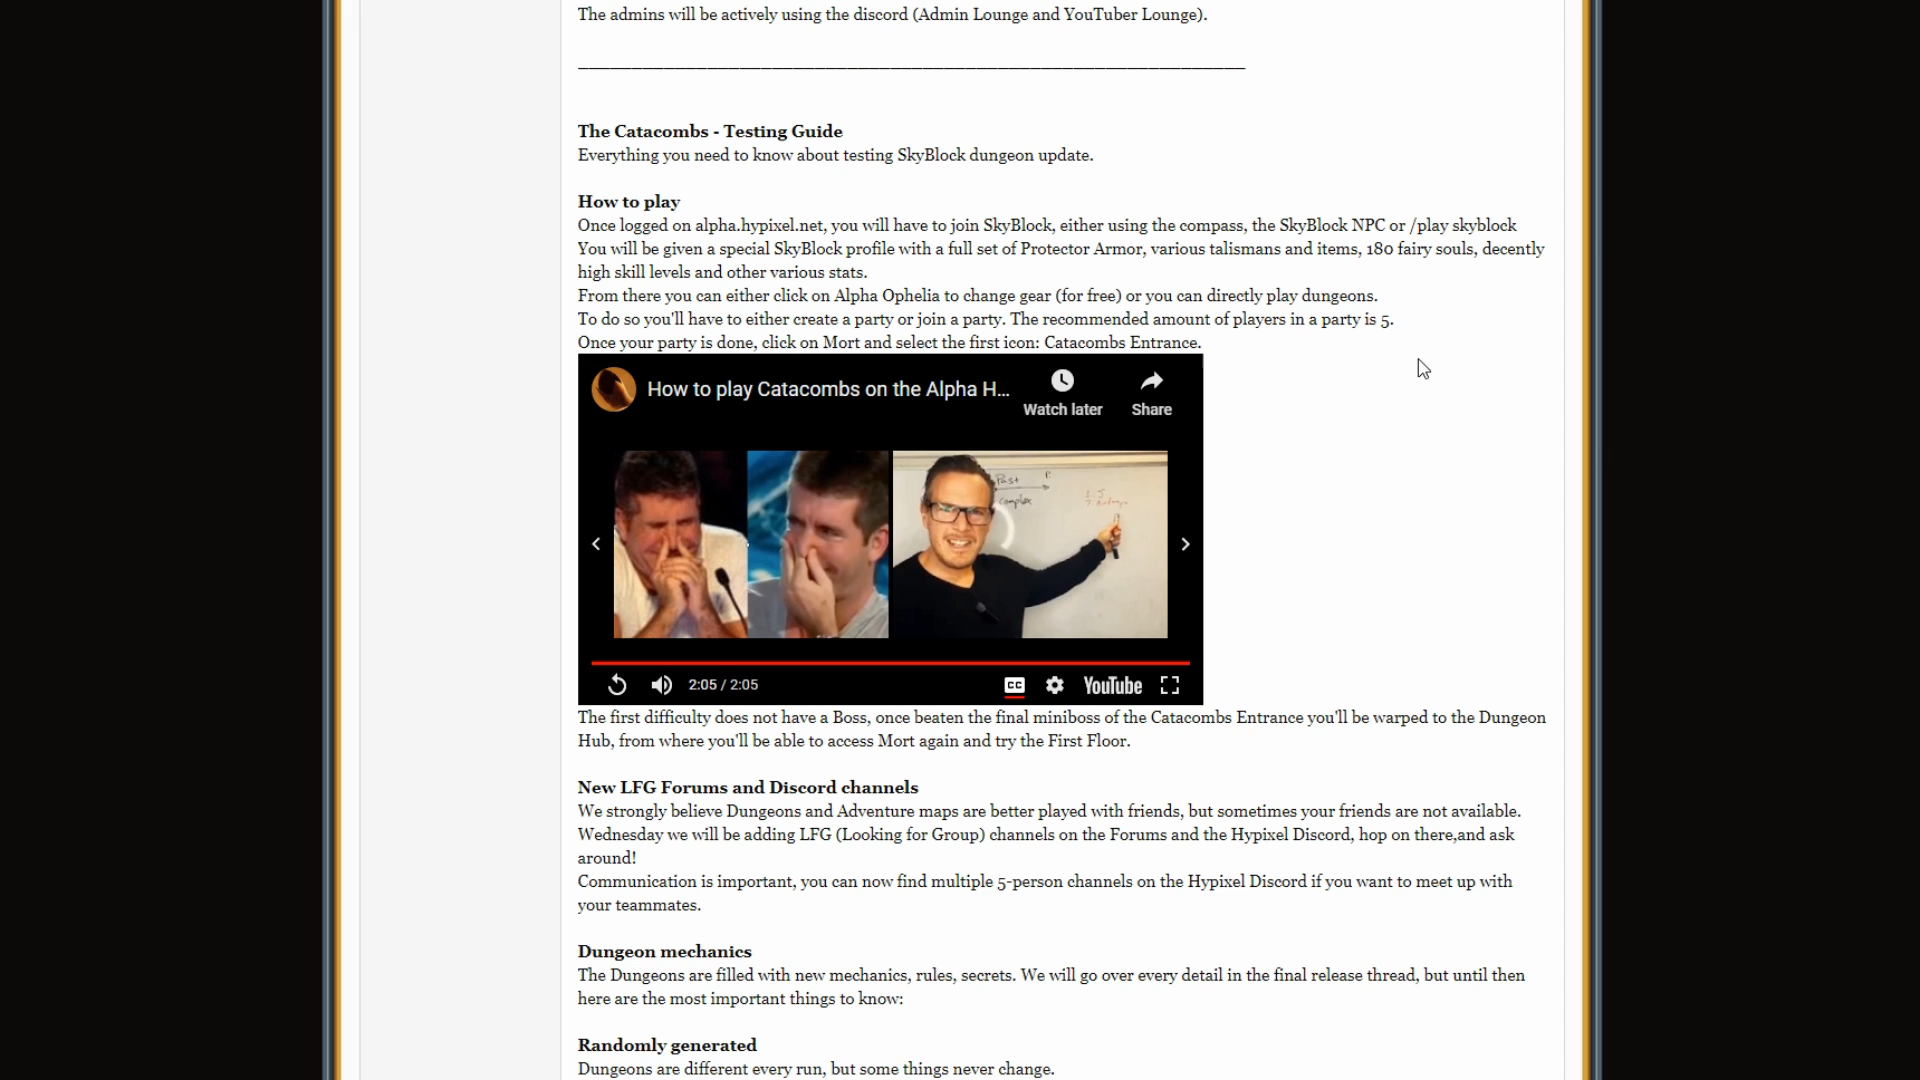 The admins will be actively using the discord (Admin Lounge and YouTuber Lounge).
The Catacombs - Testing Guide
Everything you need to know about testing SkyBlock dungeon update.
How to play
Once logged on alpha.hypixel.net, you will have to join SkyBlock, either using the compass, the SkyBlock NPC or /play skyblock
You will be given a special SkyBlock profile with a full set of Protector Armor, various talismans and items, 180 fairy souls, decently
high skill levels and other various stats.
From there you can either click on Alpha Ophelia to change gear (for free) or you can directly play dungeons.
To do so you'll have to either create a party or join a party. The recommended amount of players in a party is 5.
Once your party is done, click on Mort and select the first icon: Catacombs Entrance.
How to play Catacombs on the Alpha H...
Watch later
Share
Past
complex
2:05 / 2:05
CC
YouTube
The first difficulty does not have a Boss, once beaten the final miniboss of the Catacombs Entrance you'll be warped to the Dungeon
Hub, from where you'll be able to access Mort again and try the First Floor.
New LFG Forums and Discord channels
We strongly believe Dungeons and Adventure maps are better played with friends, but sometimes your friends are not available.
Wednesday we will be adding LFG (Looking for Group) channels on the Forums and the Hypixel Discord, hop on there,and ask
around!
Communication is important, you can now find multiple 5-person channels on the Hypixel Discord if you want to meet up with
your teammates.
Dungeon mechanics
The Dungeons are filled with new mechanics, rules, secrets. We will go over every detail in the final release thread, but until then
here are the most important things to know:
Randomly generated
Dungeons are different every run, but some things never change.